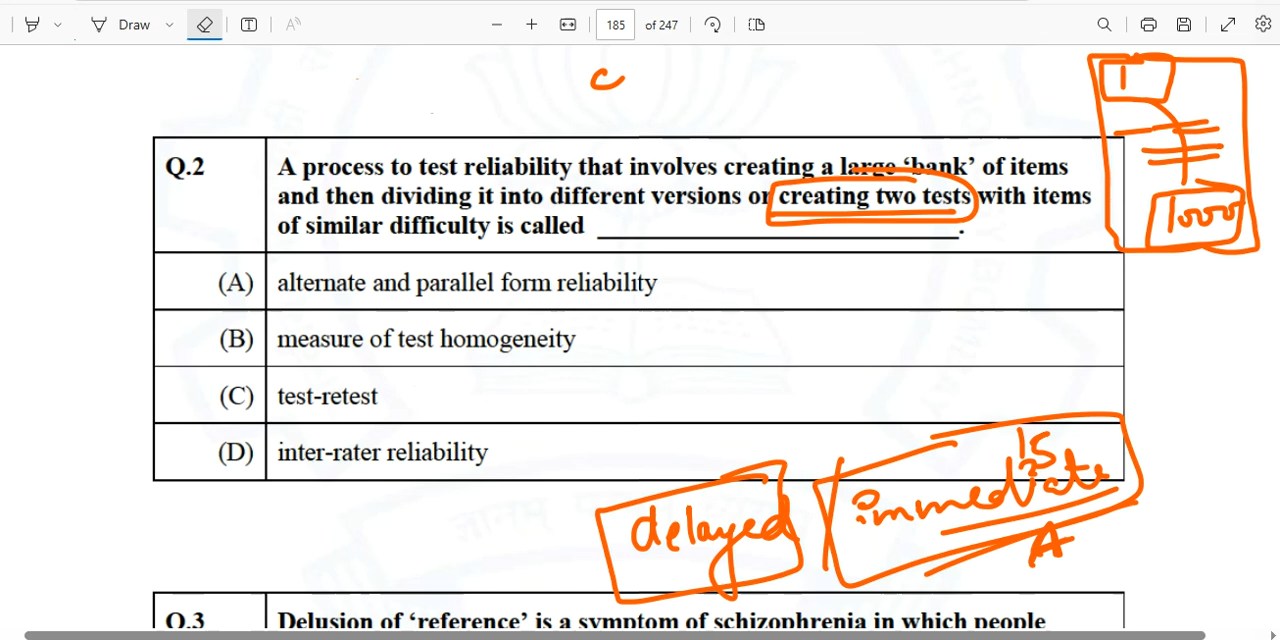 Draw
185 of 247
c
1
1000
Q.2 A process to test reliability that involves creating a large ‘bank’ of items
and then dividing it into different versions or creating two tests with items
of similar difficulty is called ____________________.
(A) alternate and parallel form reliability
(B) measure of test homogeneity
(C) test-retest
(D) inter-rater reliability
15
delayed immediate
A
Q.3 Delusion of ‘reference’ is a symptom of schizophrenia in which people